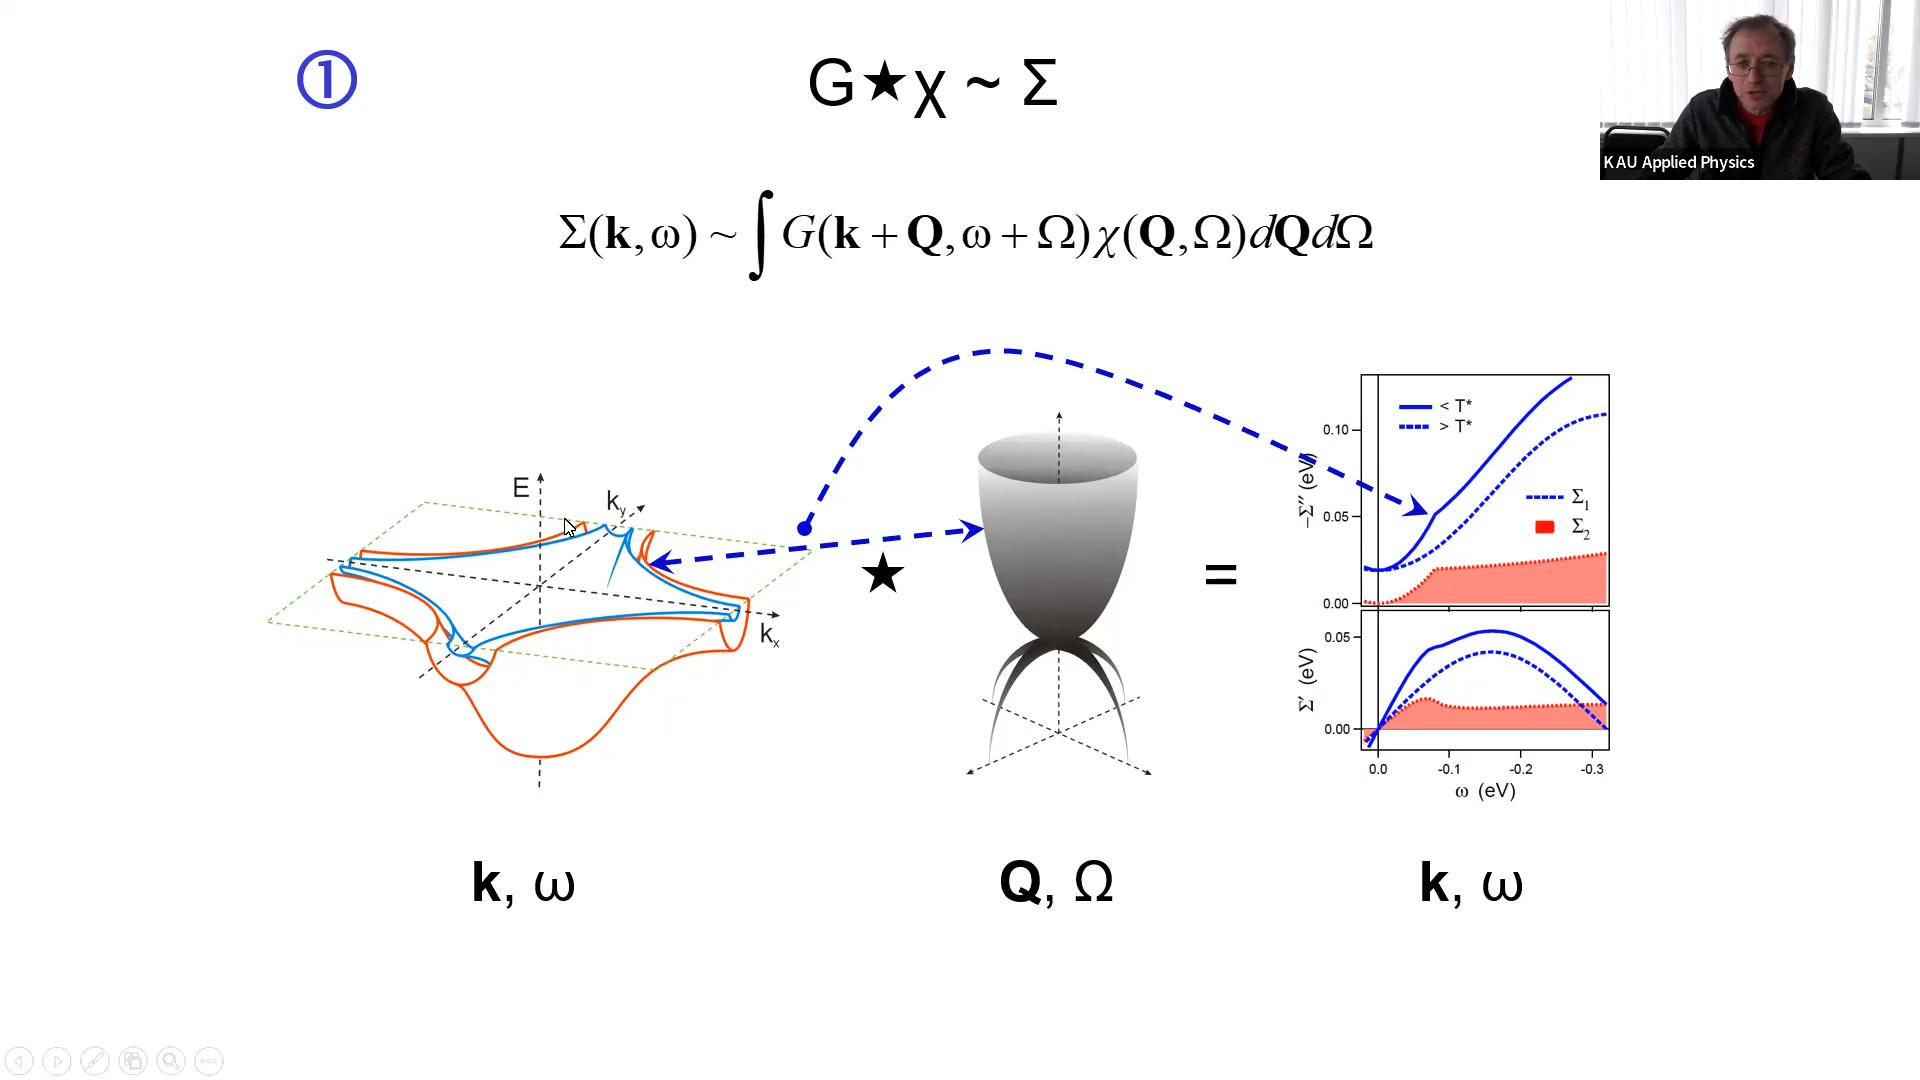 ①
G★χ ~ Σ
KAU Applied Physics
Σ(k,ω) ~ ∫G(k + Q,ω + Ω)χ(Q,Ω)dQdΩ
E
k_y
k_x
★
=
< T*
> T*
Σ₁
Σ₂
−Σ″ (eV)
0.10
0.05
0.00
Σ′ (eV)
0.05
0.00
0.0 -0.1 -0.2 -0.3
ω (eV)
k, ω
Q, Ω
k, ω